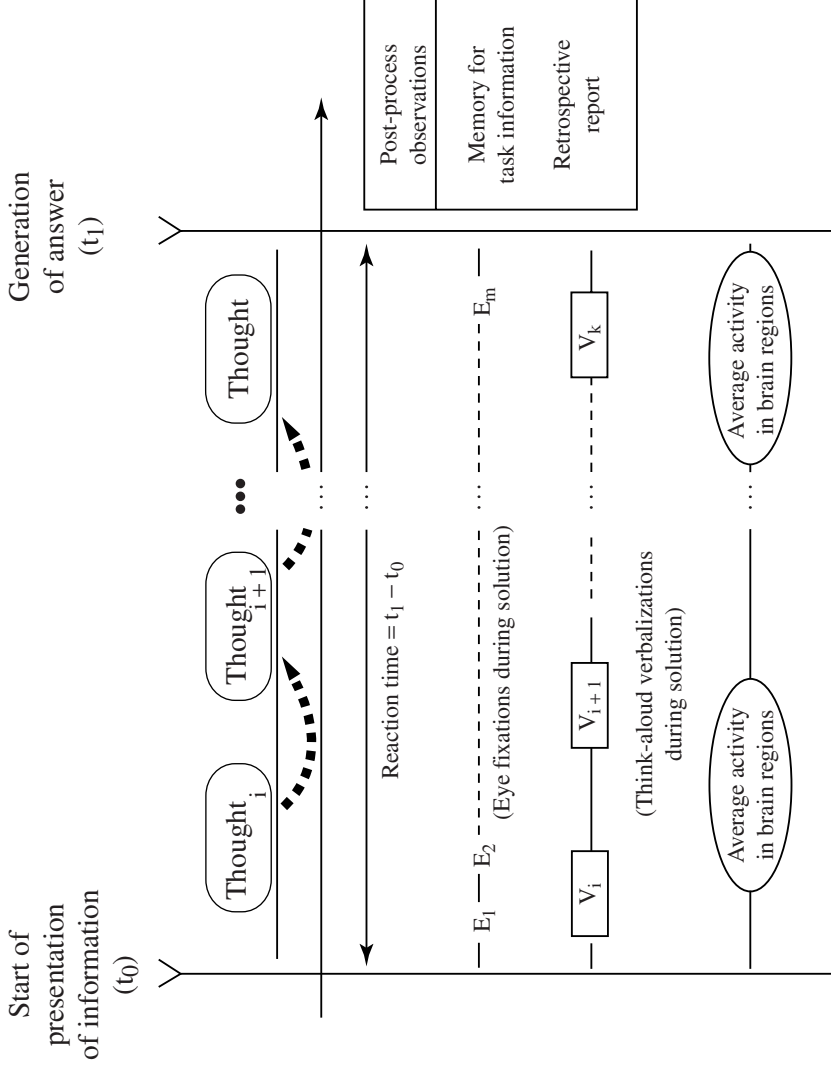 Start of
presentation
of information
(t₀)
Generation
of answer
(t₁)
Thought i
Thought i + 1
•••
Thought
....
....
Reaction time = t₁ – t₀
Post-process
observations
Memory for
task information
Retrospective
report
E₁
E₂
....
Eₘ
(Eye fixations during solution)
Vᵢ
Vᵢ ₊ ₁
....
Vₖ
(Think-aloud verbalizations
during solution)
Average activity
in brain regions
....
Average activity
in brain regions